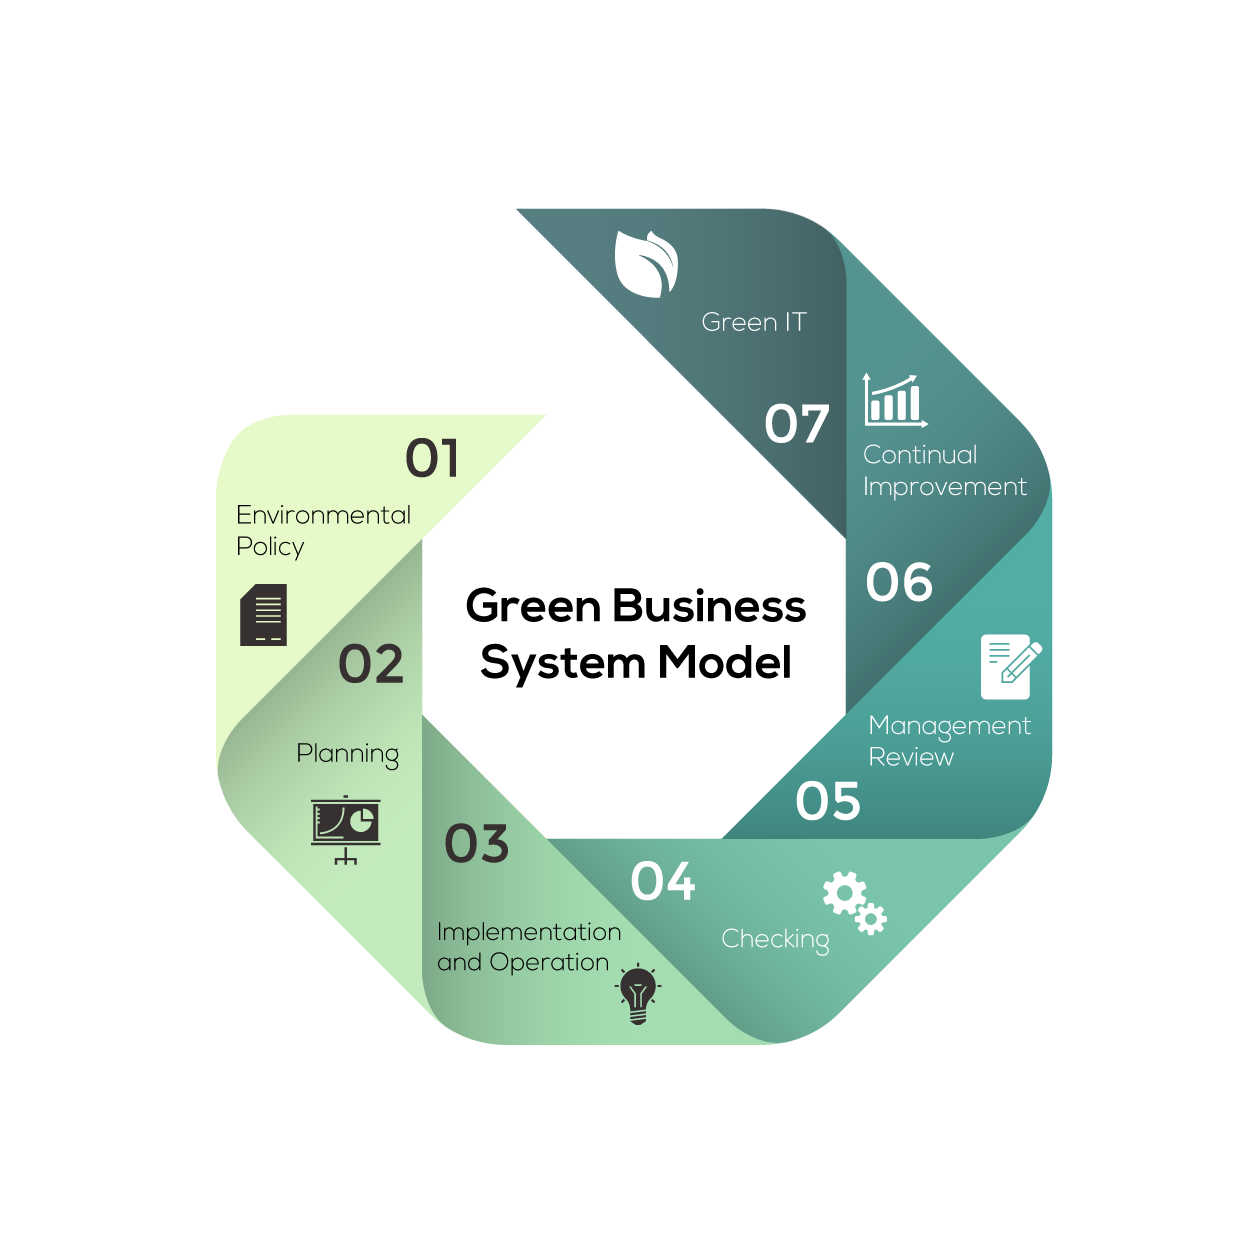 Green Business
System Model
01
Environmental
Policy
02
Planning
03
Implementation
and Operation
04
Checking
05
Management
Review
06
Continual
Improvement
07
Green IT